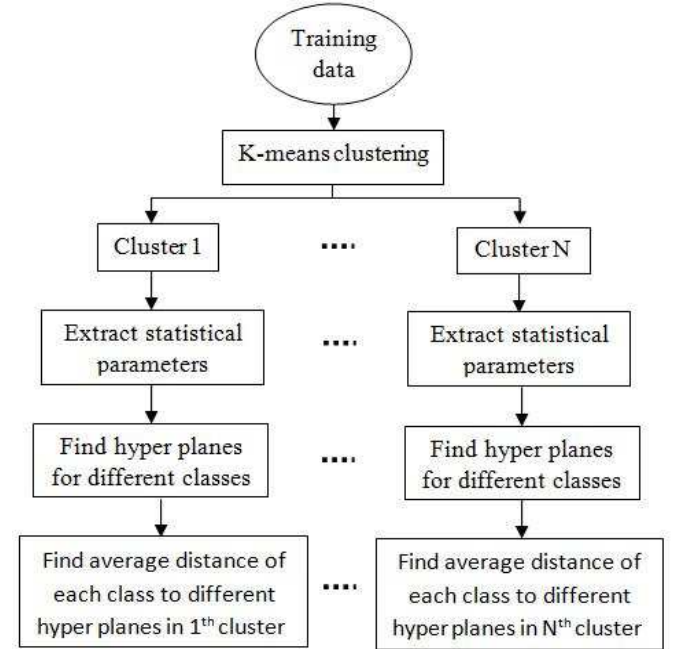 Training
data
K-means clustering
Cluster 1
....
Cluster N
Extract statistical
parameters
....
Extract statistical
parameters
Find hyper planes
for different classes
....
Find hyper planes
for different classes
Find average distance of
each class to different
hyper planes in 1th cluster
....
Find average distance of
each class to different
hyper planes in Nth cluster